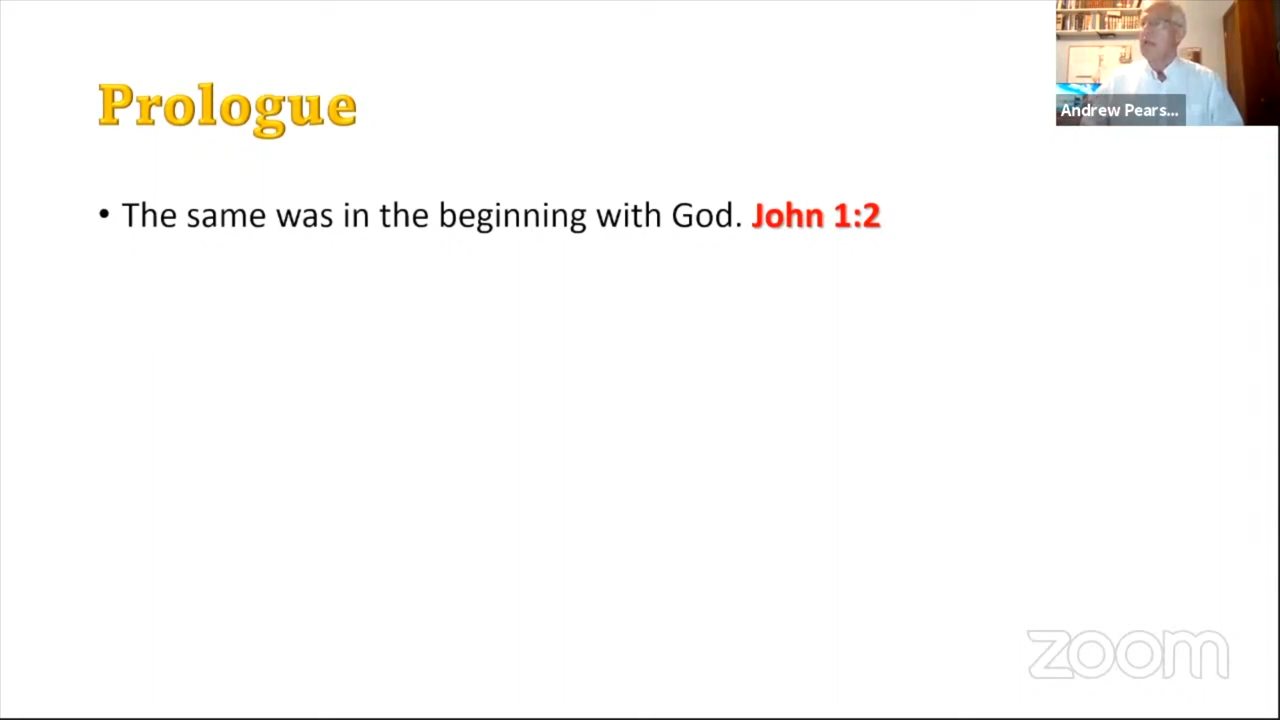 Prologue
Andrew Pears...
• The same was in the beginning with God. John 1:2
zoom